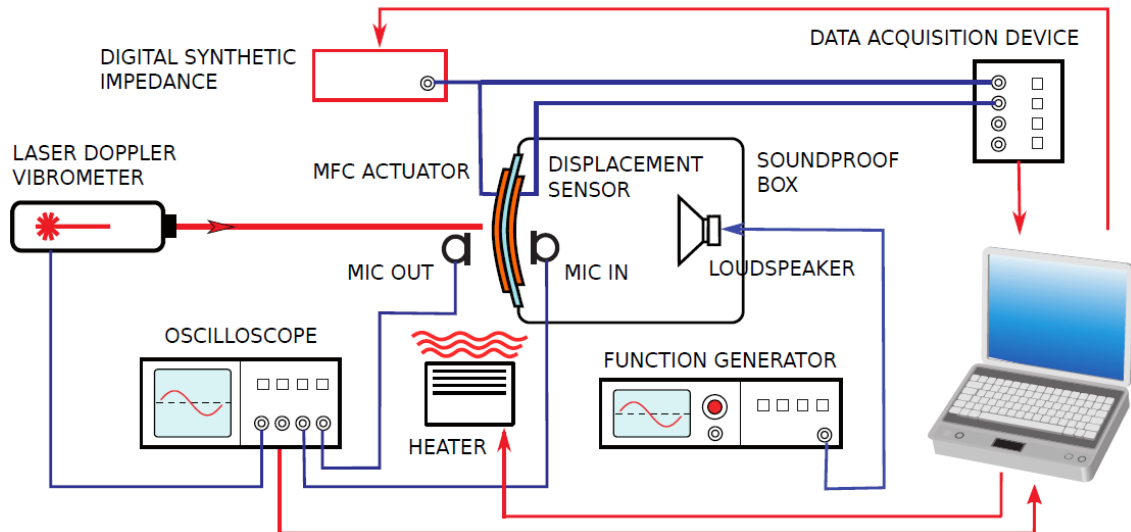 DIGITAL SYNTHETIC
IMPEDANCE
DATA ACQUISITION DEVICE
LASER DOPPLER
VIBROMETER
MFC ACTUATOR
DISPLACEMENT
SENSOR
SOUNDPROOF
BOX
MIC OUT
MIC IN
LOUDSPEAKER
OSCILLOSCOPE
HEATER
FUNCTION GENERATOR